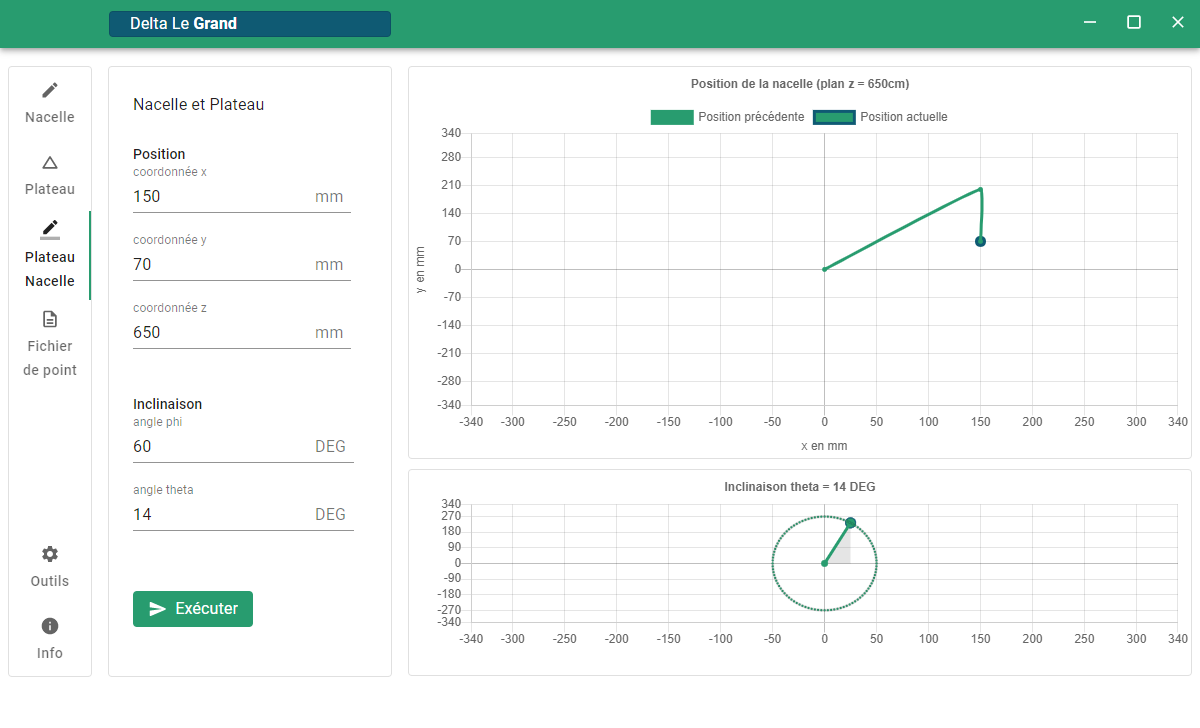 Delta Le Grand
Nacelle
Plateau
Plateau
Nacelle
Fichier
de point
Outils
Info
Nacelle et Plateau
Position
coordonnée x
150 mm
coordonnée y
70 mm
coordonnée z
650 mm
Inclinaison
angle phi
60 DEG
angle theta
14 DEG
Exécuter
Position de la nacelle (plan z = 650cm)
Position précédente Position actuelle
340
280
210
140
70
0
-70
-140
-210
-280
-340
y en mm
-340 -300 -250 -200 -150 -100 -50 0 50 100 150 200 250 300 340
x en mm
Inclinaison theta = 14 DEG
340
270
180
90
0
-90
-180
-270
-340
-340 -300 -250 -200 -150 -100 -50 0 50 100 150 200 250 300 340